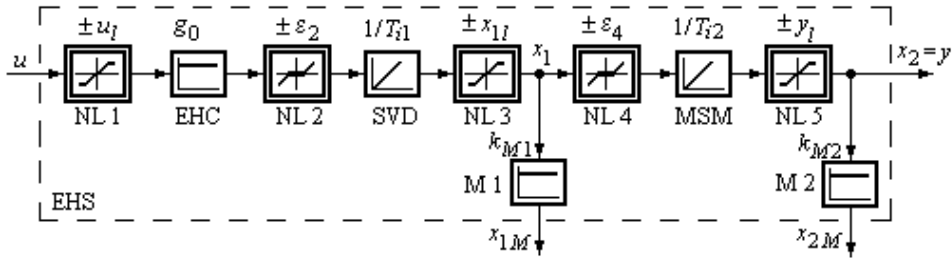 ± u_l g_0 ± ε_2 1/T_i1 ± x_1l x_1 ± ε_4 1/T_i2 ± y_l x_2 = y
u
NL 1 EHC NL 2 SVD NL 3 NL 4 MSM NL 5
k_M1 k_M2
M 1 M 2
EHS
x_1M x_2M